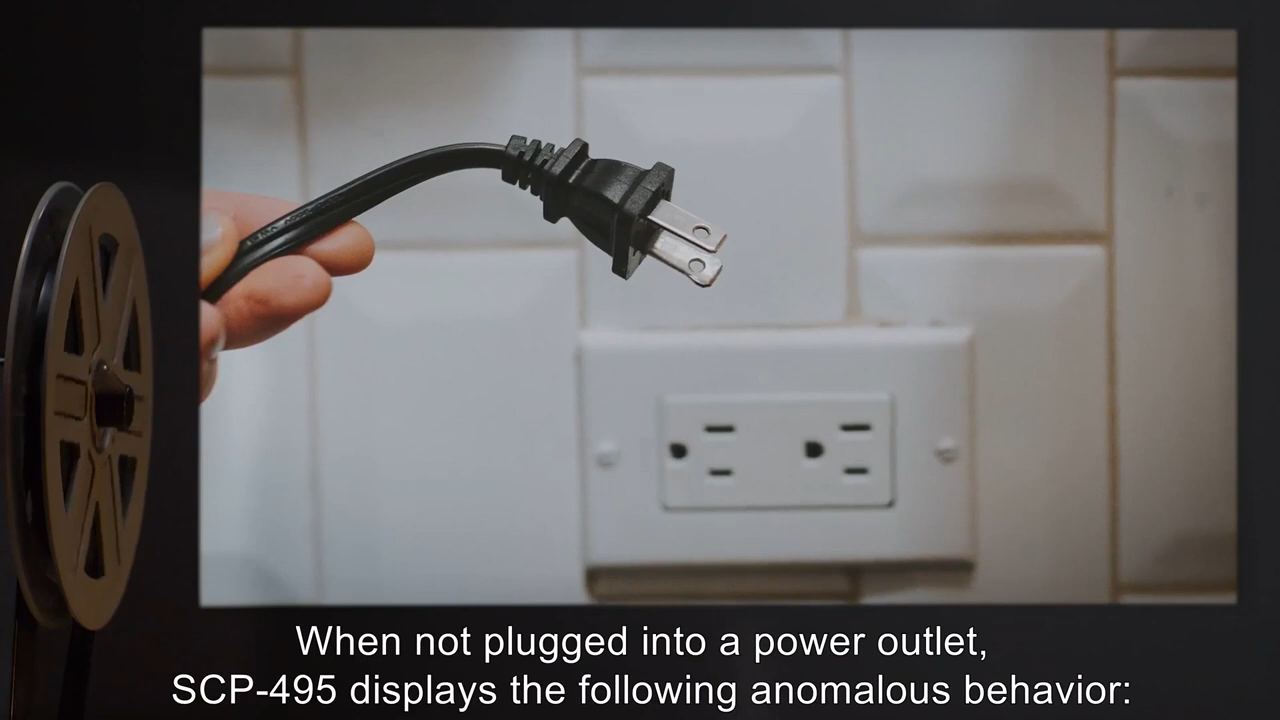 When not plugged into a power outlet,
SCP-495 displays the following anomalous behavior: